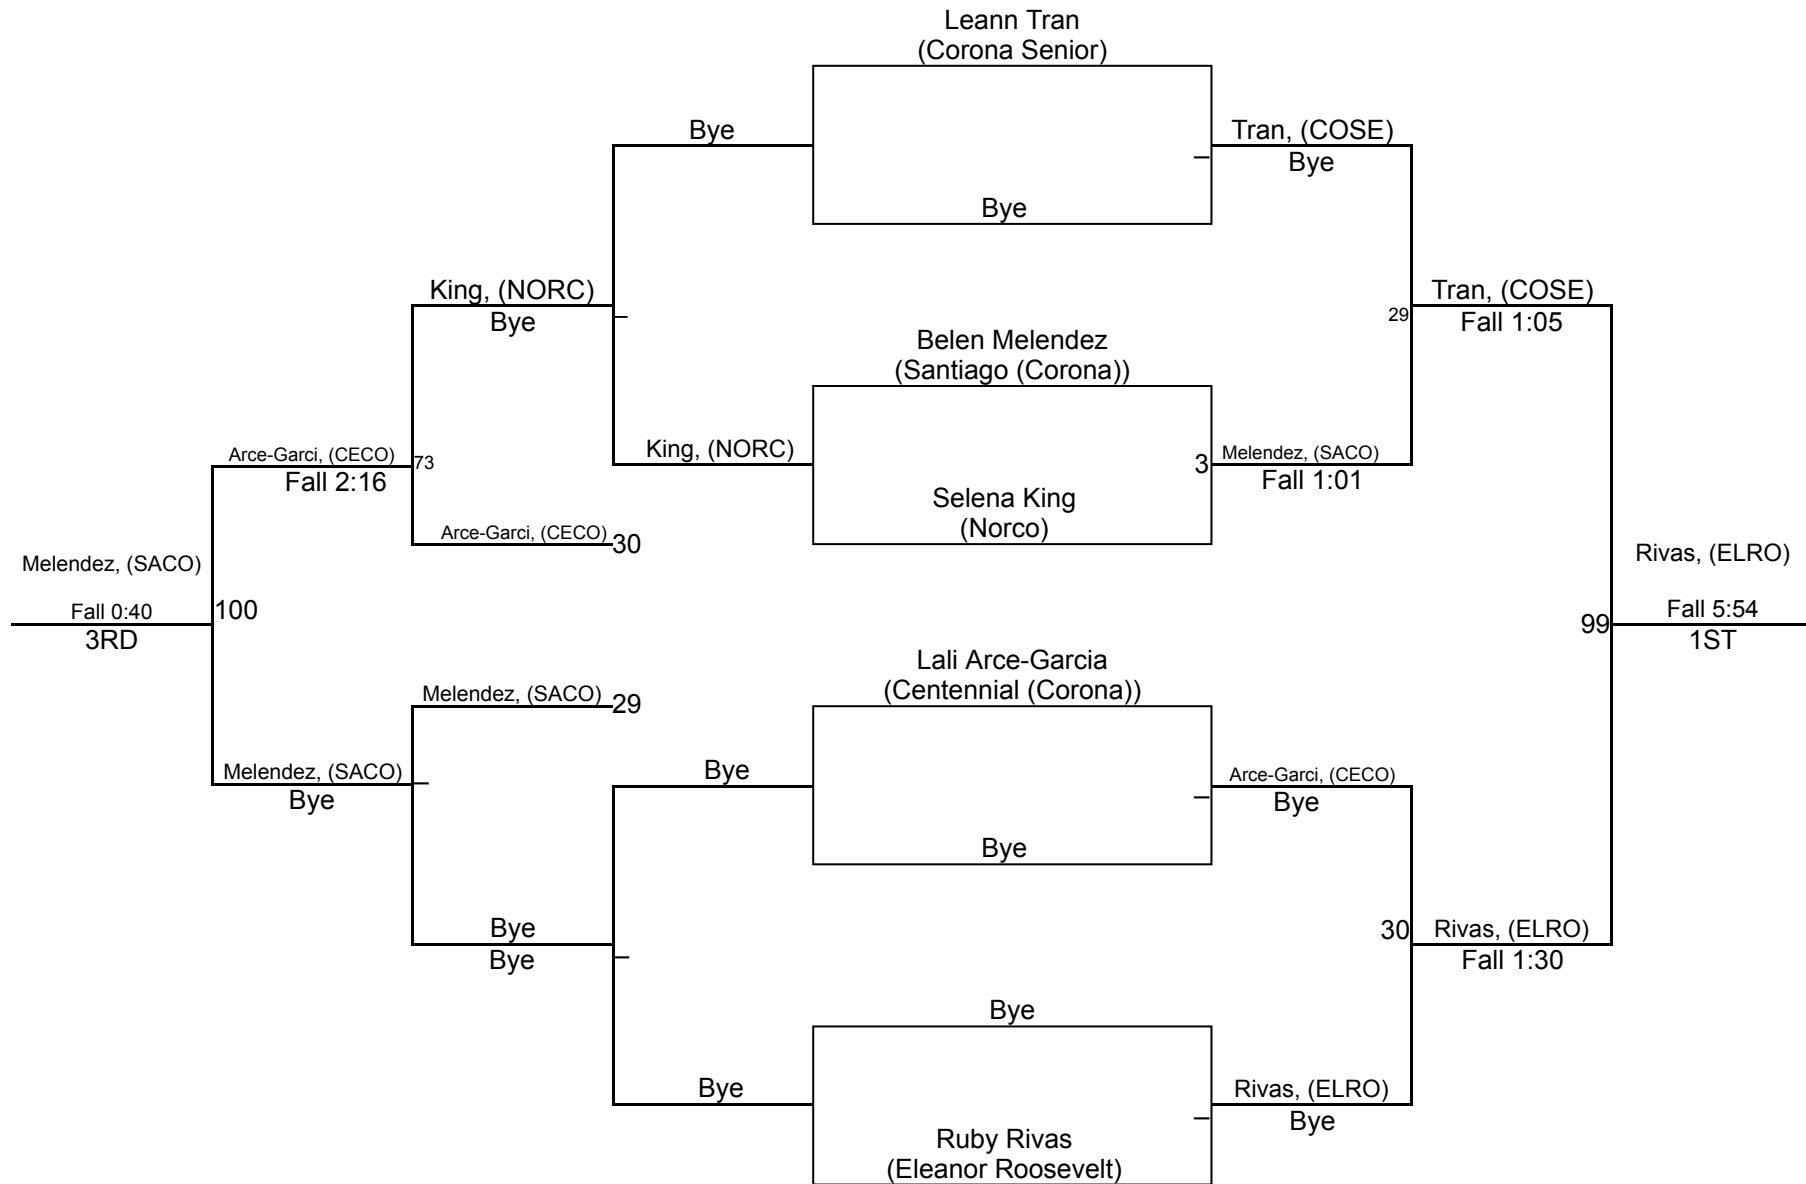 Leann Tran
(Corona Senior)
Bye
Tran, (COSE)
Bye
Bye
King, (NORC)
Bye
Tran, (COSE)
29
Fall 1:05
Belen Melendez
(Santiago (Corona))
King, (NORC)
3
Melendez, (SACO)
Fall 1:01
Arce-Garci, (CECO)
73
Fall 2:16
Selena King
(Norco)
Arce-Garci, (CECO)
30
Melendez, (SACO)
Fall 0:40
3RD
100
Rivas, (ELRO)
99
Fall 5:54
1ST
Lali Arce-Garcia
(Centennial (Corona))
Melendez, (SACO)
29
Melendez, (SACO)
Bye
Bye
Arce-Garci, (CECO)
Bye
Bye
Bye
Bye
30
Rivas, (ELRO)
Fall 1:30
Bye
Bye
Rivas, (ELRO)
Bye
Ruby Rivas
(Eleanor Roosevelt)